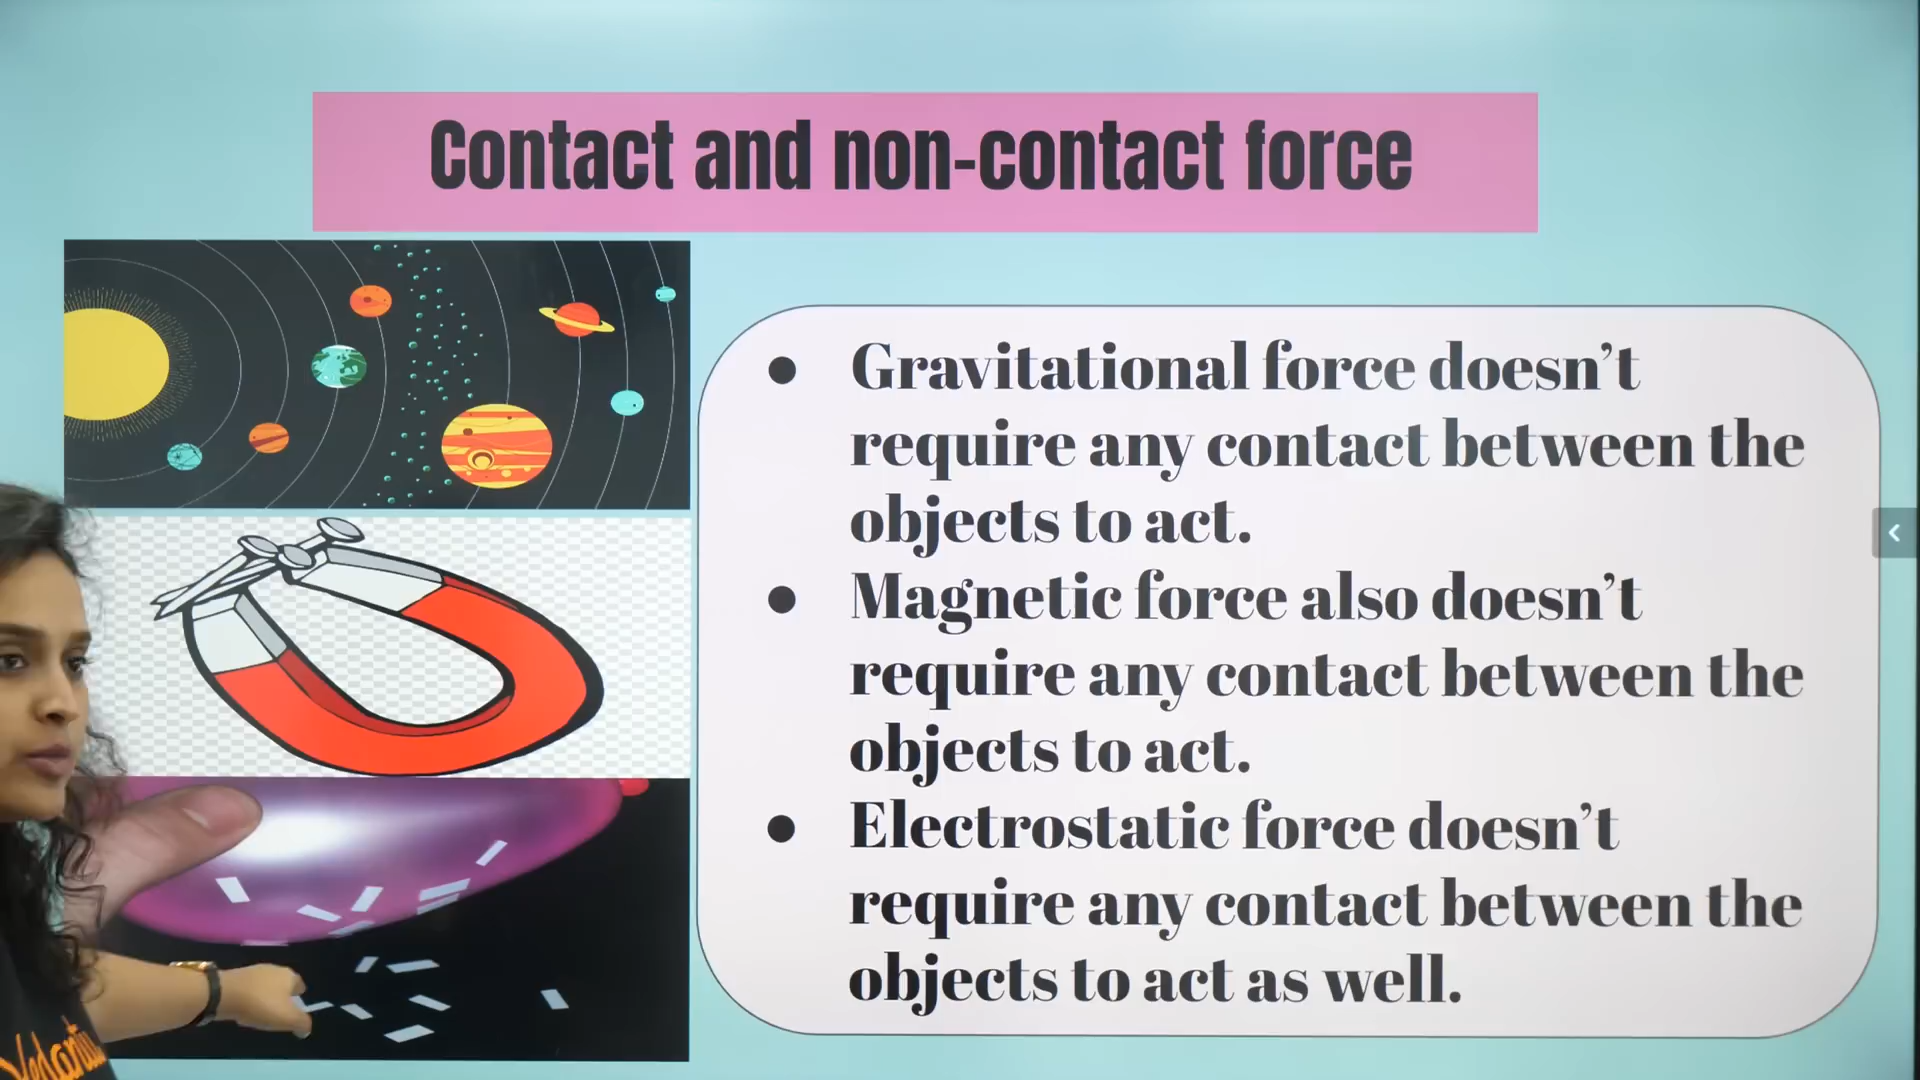 Contact and non-contact force
● Gravitational force doesn’t
require any contact between the
objects to act.
● Magnetic force also doesn’t
require any contact between the
objects to act.
● Electrostatic force doesn’t
require any contact between the
objects to act as well.
Vedantu